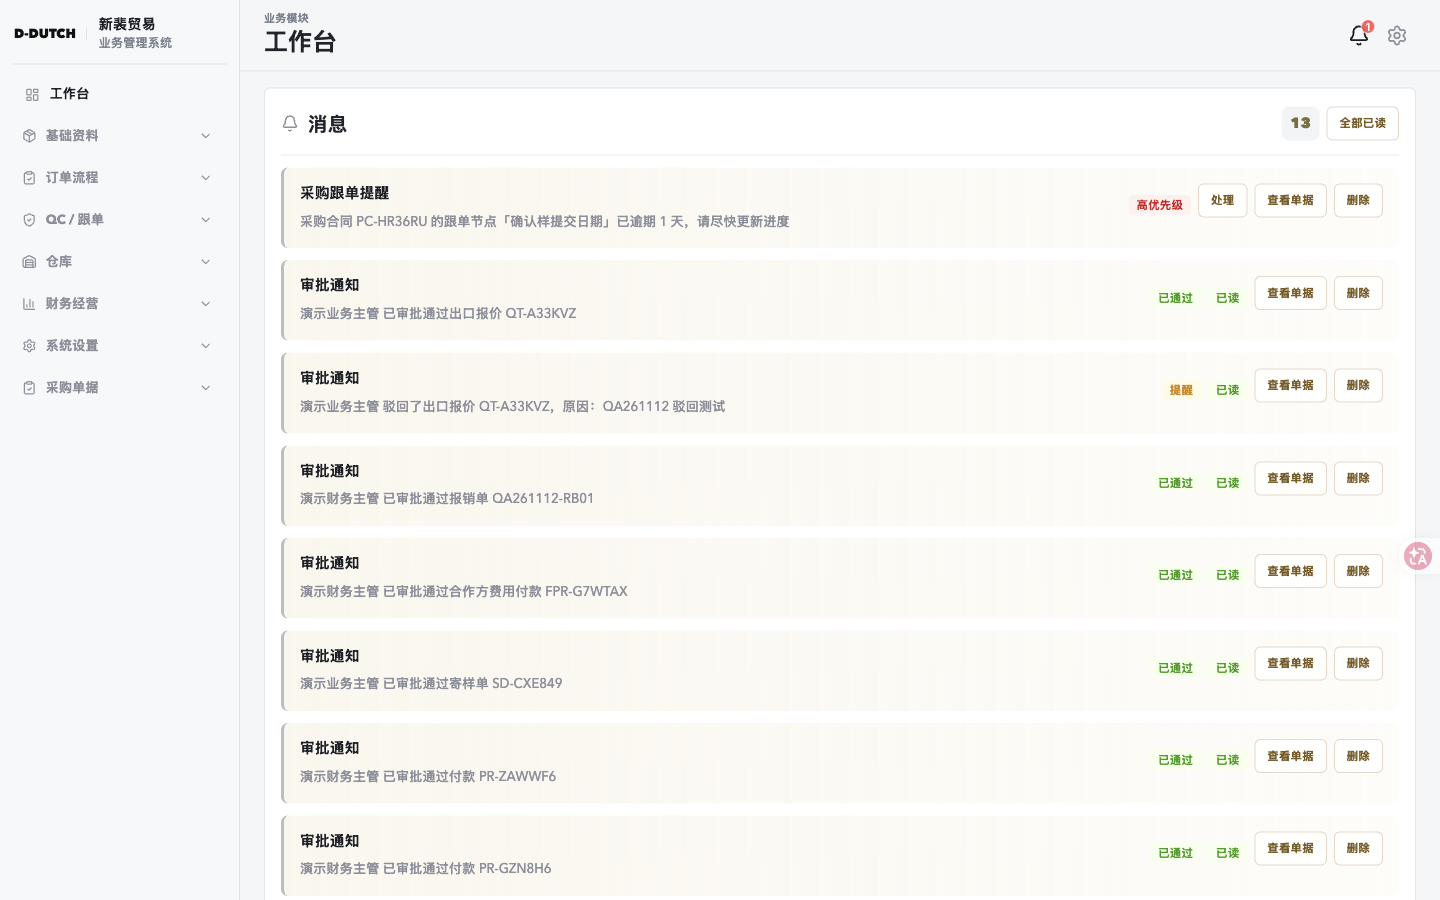 D-DUTCH
新裴贸易
业务管理系统
工作台
基础资料
订单流程
QC / 跟单
仓库
财务经营
系统设置
采购单据
业务模块
工作台
1
消息
13
全部已读
采购跟单提醒
采购合同 PC-HR36RU 的跟单节点「确认样提交日期」已逾期 1 天，请尽快更新进度
高优先级
处理
查看单据
删除
审批通知
演示业务主管 已审批通过出口报价 QT-A33KVZ
已通过
已读
查看单据
删除
审批通知
演示业务主管 驳回了出口报价 QT-A33KVZ，原因：QA261112 驳回测试
提醒
已读
查看单据
删除
审批通知
演示财务主管 已审批通过报销单 QA261112-RB01
已通过
已读
查看单据
删除
审批通知
演示财务主管 已审批通过合作方费用付款 FPR-G7WTAX
已通过
已读
查看单据
删除
审批通知
演示业务主管 已审批通过寄样单 SD-CXE849
已通过
已读
查看单据
删除
审批通知
演示财务主管 已审批通过付款 PR-ZAWWF6
已通过
已读
查看单据
删除
审批通知
演示财务主管 已审批通过付款 PR-GZN8H6
已通过
已读
查看单据
删除